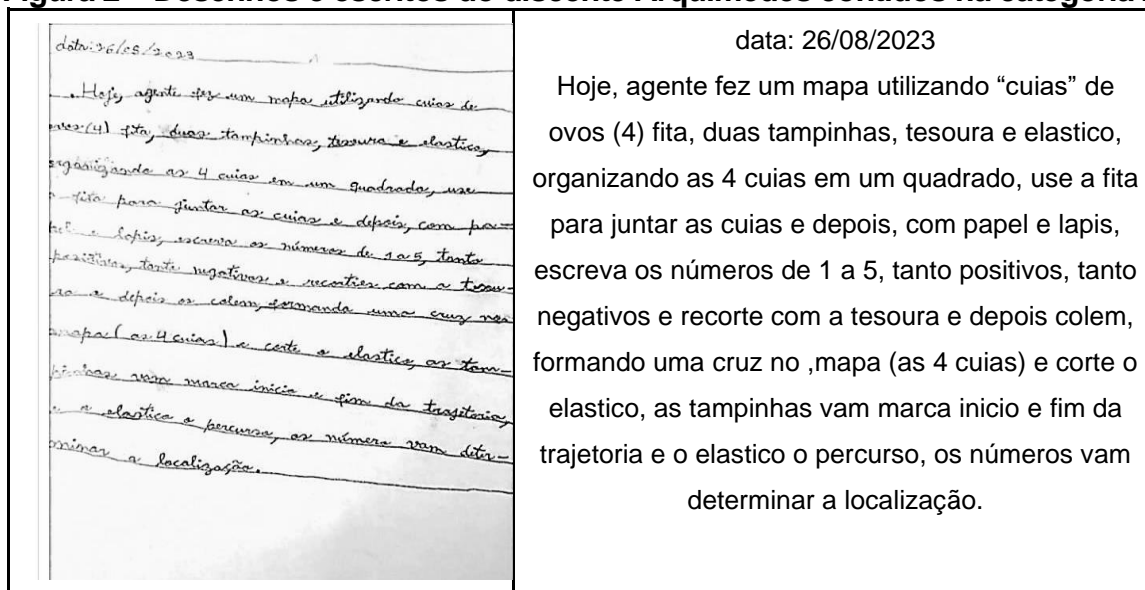 Figura 2 – Desenhos e escritos do discente Arquimedes contidos na categoria
data: 26/08/2023
Hoje, agente fez um mapa utilizando cuias de
ovos (4) fita, duas tampinhas, tesoura e elastico,
organizando as 4 cuias em um quadrado, use
a fita para juntar as cuias e depois, com pa-
pel e lapis, escreva os números de 1 a 5, tanto
positivos, tanto negativos e recorties com a tesou-
ra e depois os colem, formando uma cruz nos
mapa (as 4 cuias) e corte o elastico, as tam-
pinhas vam marca inicio e fim da trajetoria,
e o elastico o percurso, os número vam deter-
minar a localização.
data: 26/08/2023
Hoje, agente fez um mapa utilizando “cuias” de
ovos (4) fita, duas tampinhas, tesoura e elastico,
organizando as 4 cuias em um quadrado, use a fita
para juntar as cuias e depois, com papel e lapis,
escreva os números de 1 a 5, tanto positivos, tanto
negativos e recorte com a tesoura e depois colem,
formando uma cruz no ,mapa (as 4 cuias) e corte o
elastico, as tampinhas vam marca inicio e fim da
trajetoria e o elastico o percurso, os números vam
determinar a localização.